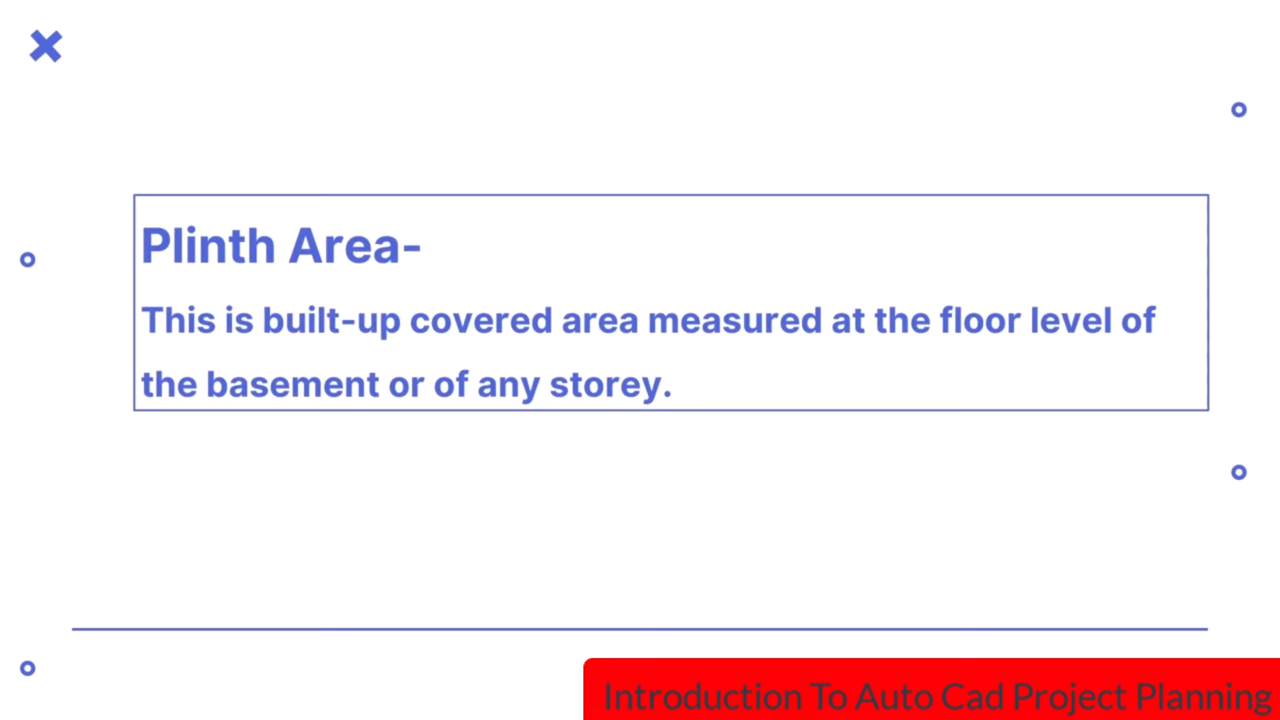 Plinth Area-
This is built-up covered area measured at the floor level of
the basement or of any storey.
Introduction To Auto Cad Project Planning